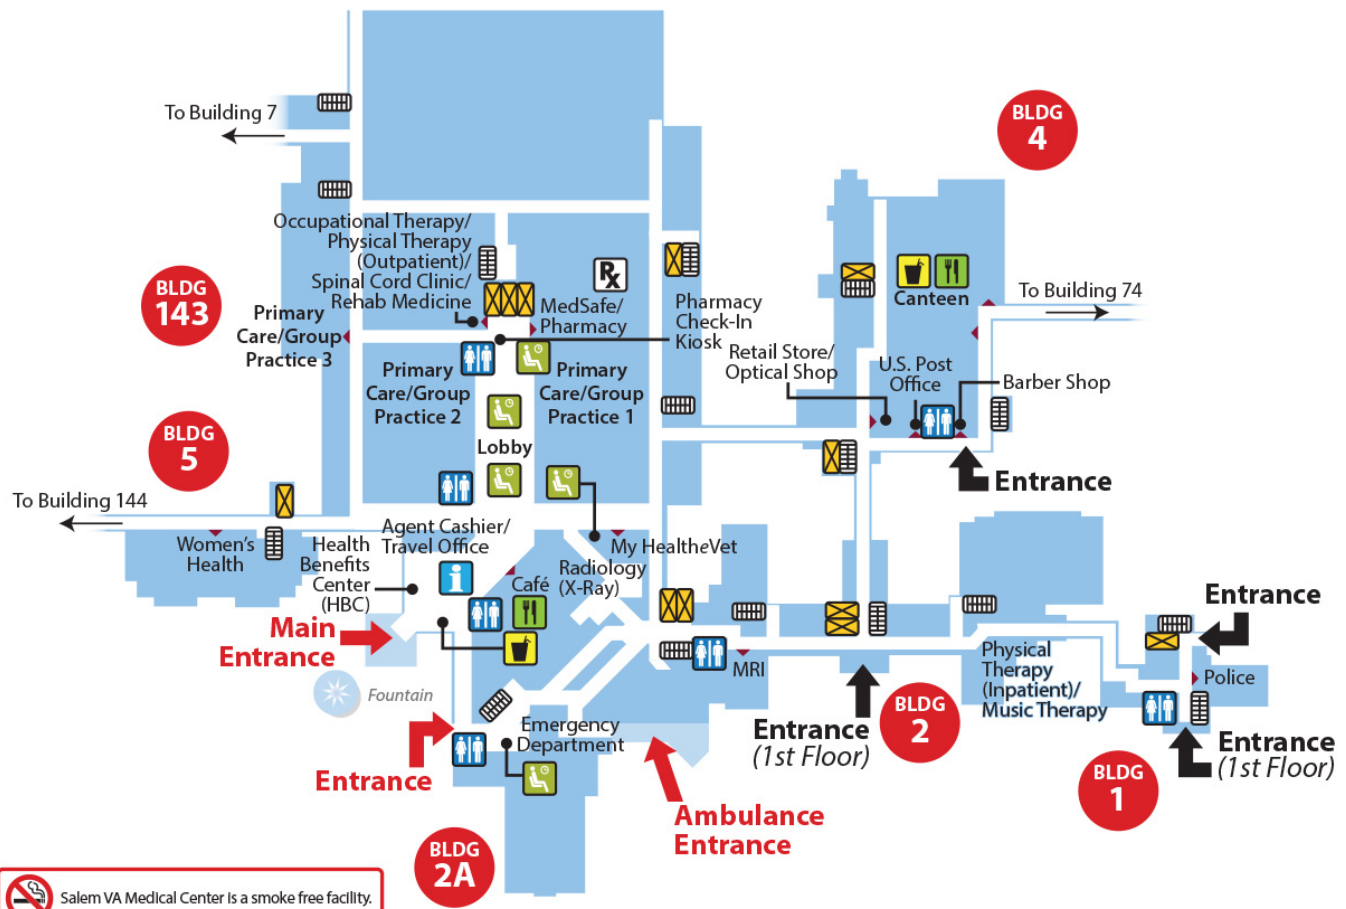 To Building 7
BLDG
4
Occupational Therapy/
Physical Therapy
(Outpatient)/
Spinal Cord Clinic/
Rehab Medicine
Rx
BLDG
143
Primary
Care/Group
Practice 3
MedSafe/
Pharmacy
Pharmacy
Check-In
Kiosk
Canteen
To Building 74
Retail Store/
Optical Shop
U.S. Post
Office
Barber Shop
Primary
Care/Group
Practice 2
Primary
Care/Group
Practice 1
BLDG
5
Lobby
Entrance
To Building 144
Women's
Health
Health
Benefits
Center
(HBC)
Agent Cashier/
Travel Office
i
Café
Radiology
(X-Ray)
My HealtheVet
Main
Entrance
Fountain
MRI
Physical
Therapy
(Inpatient)/
Music Therapy
Entrance
Police
Emergency
Department
Entrance
Entrance
(1st Floor)
BLDG
2
Entrance
(1st Floor)
BLDG
1
Ambulance
Entrance
BLDG
2A
Salem VA Medical Center is a smoke free facility.